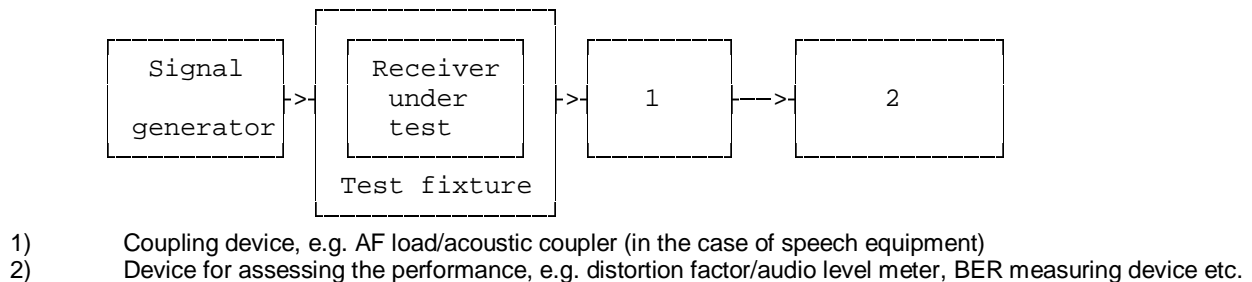 Signal
generator
Receiver
under
test
Test fixture
1
2
1) Coupling device, e.g. AF load/acoustic coupler (in the case of speech equipment)
2) Device for assessing the performance, e.g. distortion factor/audio level meter, BER measuring device etc.